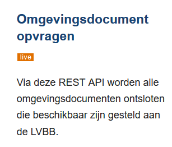 Omgevingsdocument
opvragen
live
Via deze REST API worden alle
omgevingsdocumenten ontsloten
die beschikbaar zijn gesteld aan
de LVBB.